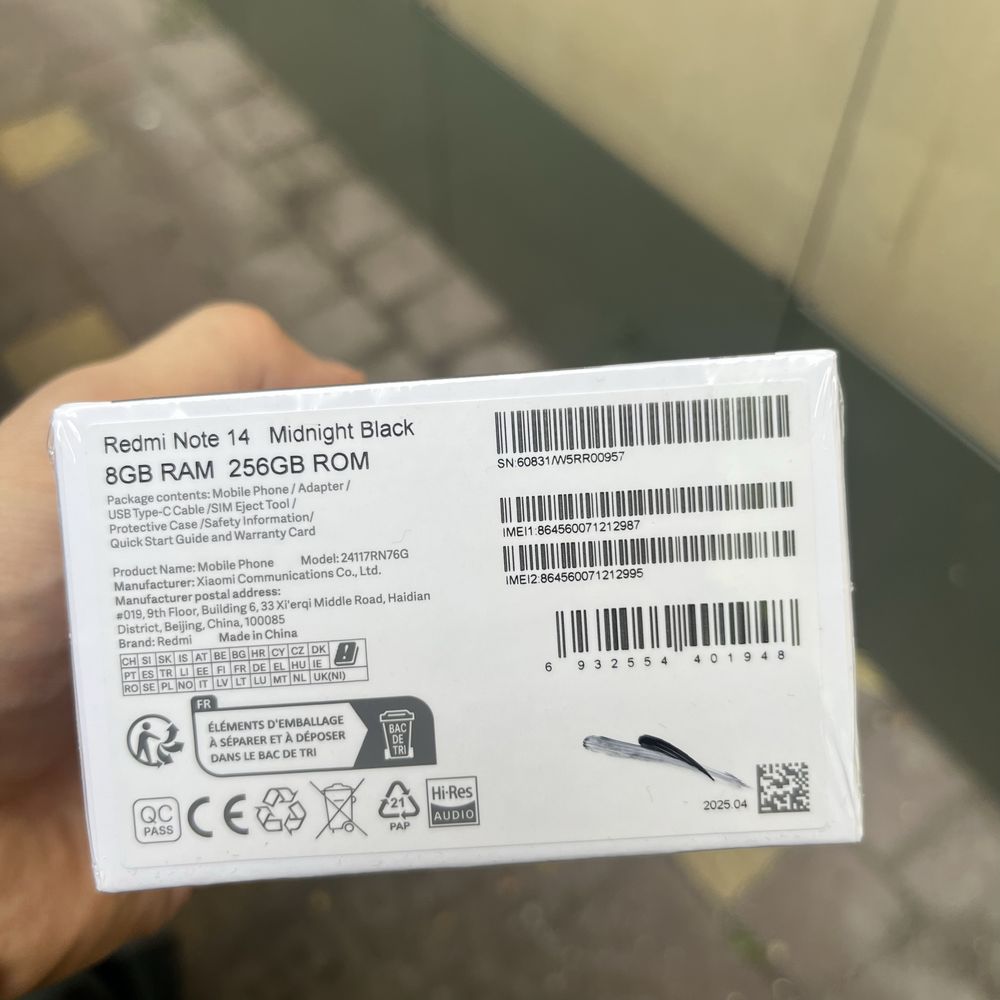 Redmi Note 14 Midnight Black
8GB RAM 256GB ROM
Package contents: Mobile Phone / Adapter /
USB Type-C Cable /SIM Eject Tool /
Protective Case /Safety Information/
Quick Start Guide and Warranty Card
Product Name: Mobile Phone Model: 24117RN76G
Manufacturer: Xiaomi Communications Co., Ltd.
Manufacturer postal address:
#019, 9th Floor, Building 6, 33 Xi'erqi Middle Road, Haidian
District, Beijing, China, 100085
Brand: Redmi Made in China
CH SI SK IS AT BE BG HR CY CZ DK
PT ES TR LI EE FI FR DE EL HU IE
RO SE PL NO IT LV LT LU MT NL UK(NI)
FR
ÉLÉMENTS D'EMBALLAGE
À SÉPARER ET À DÉPOSER
DANS LE BAC DE TRI
BAC
DE
TRI
QC
PASS
CE
21
PAP
Hi-Res
AUDIO
SN:60831/W5RR00957
IMEI1:864560071212987
IMEI2:864560071212995
6 932554 401948
2025.04